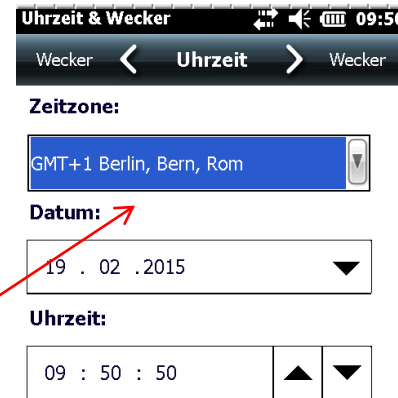 Uhrzeit & Wecker 09:50
Wecker Uhrzeit Wecker
Zeitzone:
GMT+1 Berlin, Bern, Rom
Datum:
19 . 02 .2015
Uhrzeit:
09 : 50 : 50